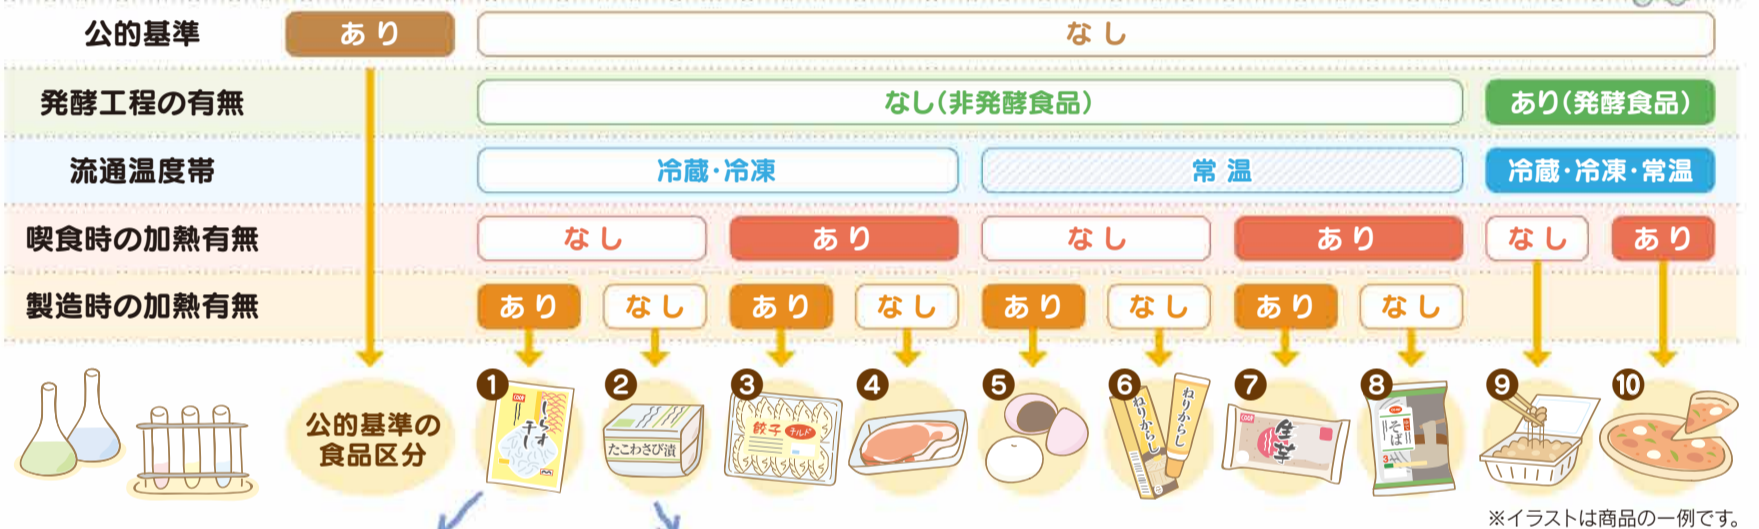 公的基準 あり なし
発酵工程の有無 なし(非発酵食品) あり(発酵食品)
流通温度帯 冷蔵・冷凍 常温 冷蔵・冷凍・常温
喫食時の加熱有無 なし あり なし あり なし あり
製造時の加熱有無 あり なし あり なし あり なし あり なし
公的基準の
食品区分
1 2 3 4 5 6 7 8 9 10
しらす干し
たこわさび漬
餃子 チルド
ねりからし
ねりからし
生芋
そば
※イラストは商品の一例です。